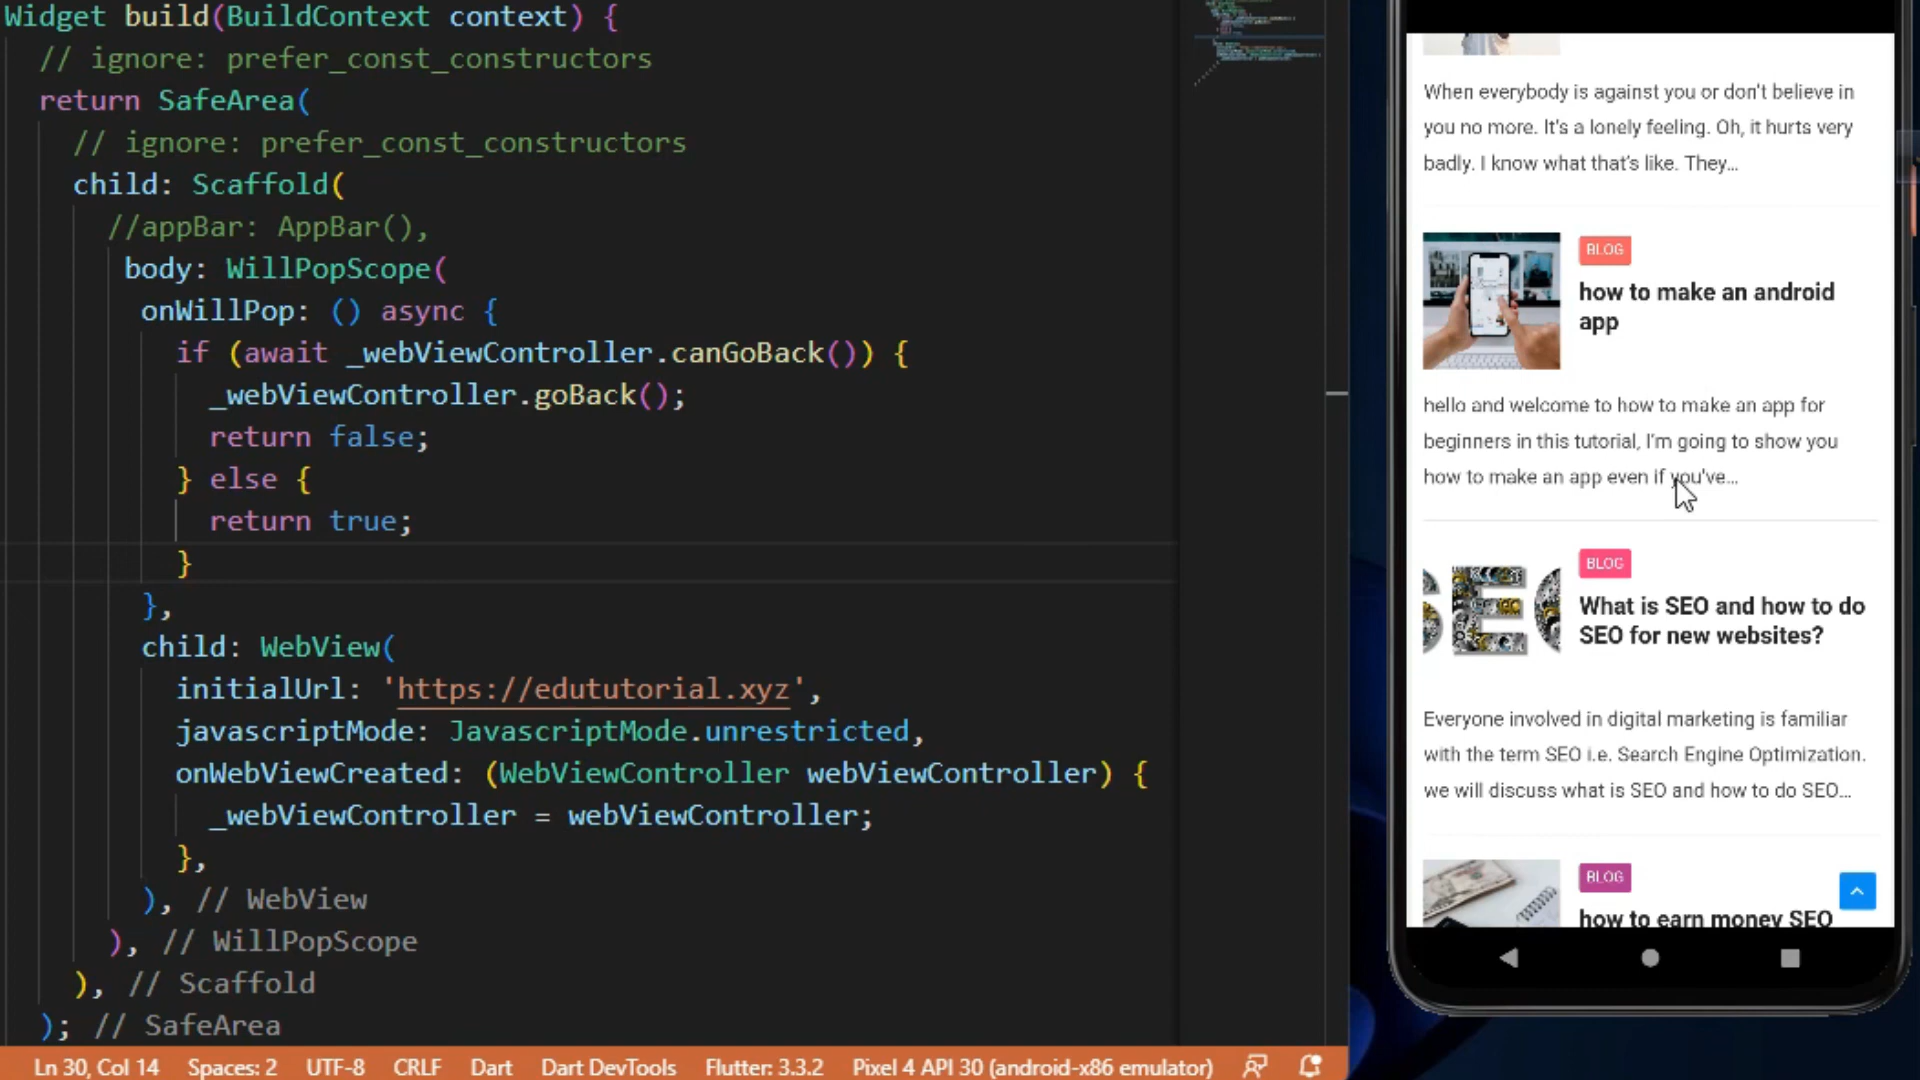 Widget build(BuildContext context) {
// ignore: prefer_const_constructors
return SafeArea(
// ignore: prefer_const_constructors
child: Scaffold(
//appBar: AppBar(),
body: WillPopScope(
onWillPop: () async {
if (await _webViewController.canGoBack()) {
_webViewController.goBack();
return false;
} else {
return true;
}
},
child: WebView(
initialUrl: 'https://edututorial.xyz',
javascriptMode: JavascriptMode.unrestricted,
onWebViewCreated: (WebViewController webViewController) {
_webViewController = webViewController;
},
), // WebView
), // WillPopScope
), // Scaffold
); // SafeArea
Ln 30, Col 14 Spaces: 2 UTF-8 CRLF Dart Dart DevTools Flutter: 3.3.2 Pixel 4 API 30 (android-x86 emulator)
When everybody is against you or don't believe in
you no more. It's a lonely feeling. Oh, it hurts very
badly. I know what that's like. They...
BLOG
how to make an android
app
hello and welcome to how to make an app for
beginners in this tutorial, I'm going to show you
how to make an app even if you've...
SEO
BLOG
What is SEO and how to do
SEO for new websites?
Everyone involved in digital marketing is familiar
with the term SEO i.e. Search Engine Optimization.
we will discuss what is SEO and how to do SEO...
BLOG
how to earn money SEO